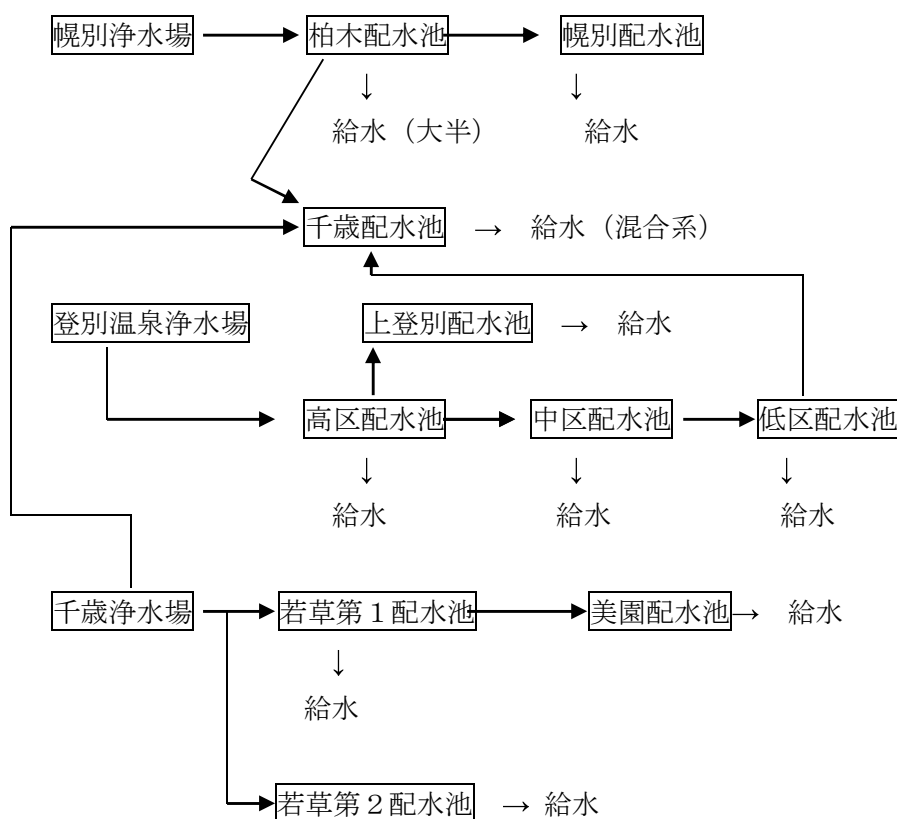 幌別浄水場 柏木配水池 幌別配水池
↓ ↓
給水（大半） 給水
千歳配水池 → 給水（混合系）
登別温泉浄水場 上登別配水池 → 給水
高区配水池 中区配水池 低区配水池
↓ ↓ ↓
給水 給水 給水
千歳浄水場 若草第１配水池 美園配水池→ 給水
↓
給水
若草第２配水池 → 給水